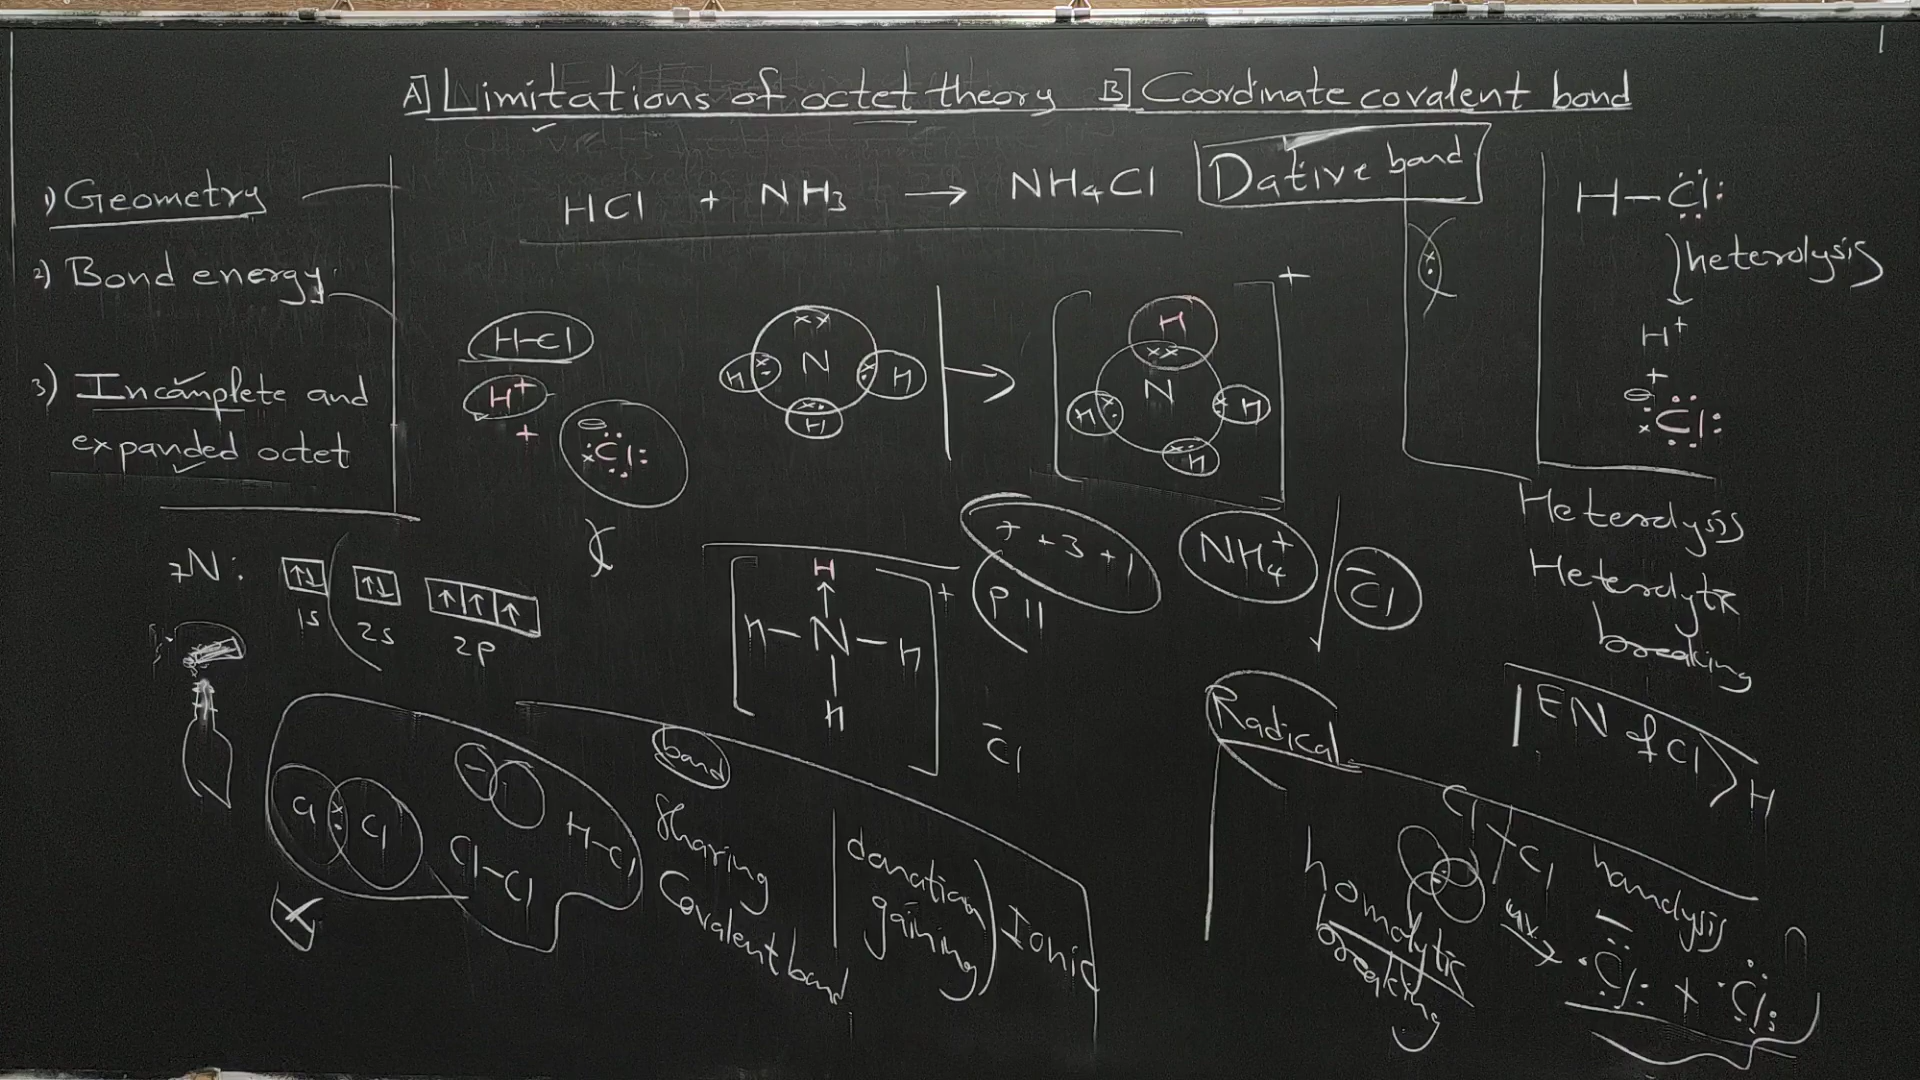 A] Limitations of octet theory B] Coordinate covalent bond
1) Geometry
2) Bond energy
3) Incomplete and
expanded octet
HCl + NH3 → NH4Cl
Dative bond
H–Cl
heterolysis
H+
+
Cl
H-Cl
H+
+
Cl
N
H
H
H
→
H
N
H
H
H
+
7N:
1s
2s
2p
H
H–N–H
H
+
Cl
7+3+1
P.11
NH4+
Cl
Heterolysis
Heterolytic
breaking
EN of Cl > H
Cl Cl
Cl–Cl
H–Cl
bond
Sharing
Covalent bond
donation
gaining
Ionic
Radical
homolytic
breaking
Cl
Cl
homolysis
uv
Cl + Cl